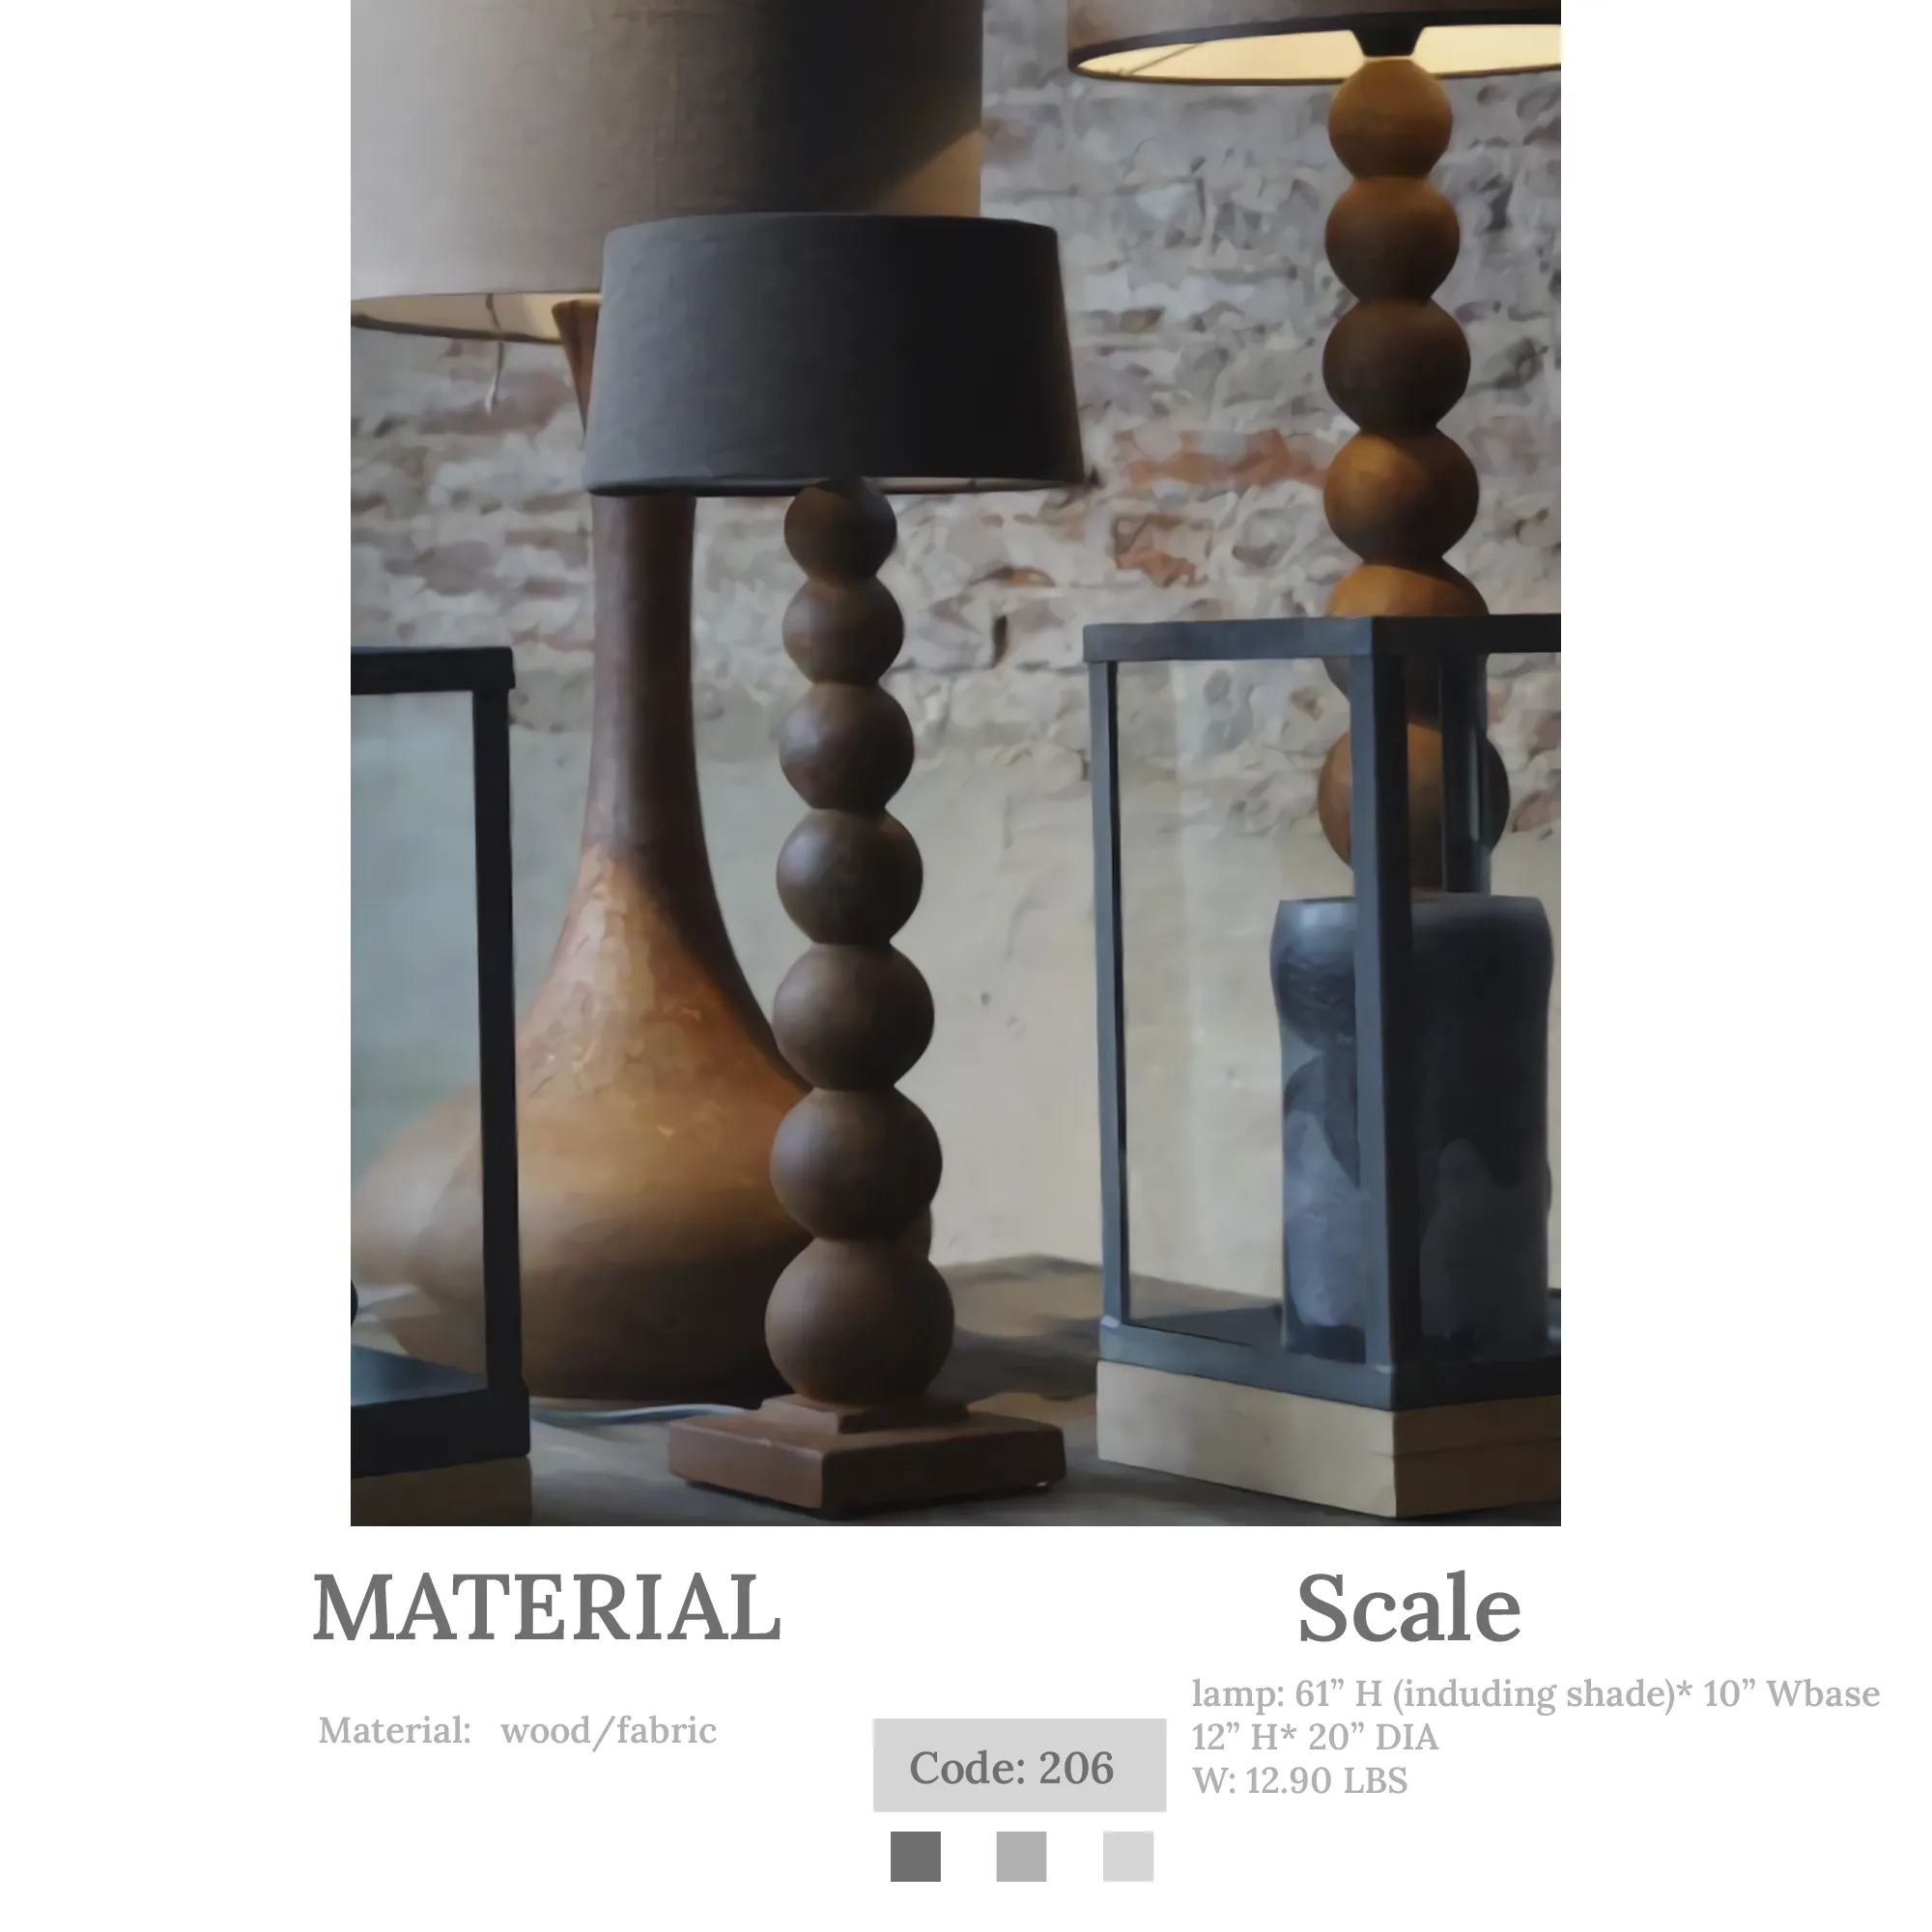 MATERIAL
Material: wood/fabric
Code: 206
Scale
lamp: 61” H (induding shade)* 10” Wbase
12” H* 20” DIA
W: 12.90 LBS